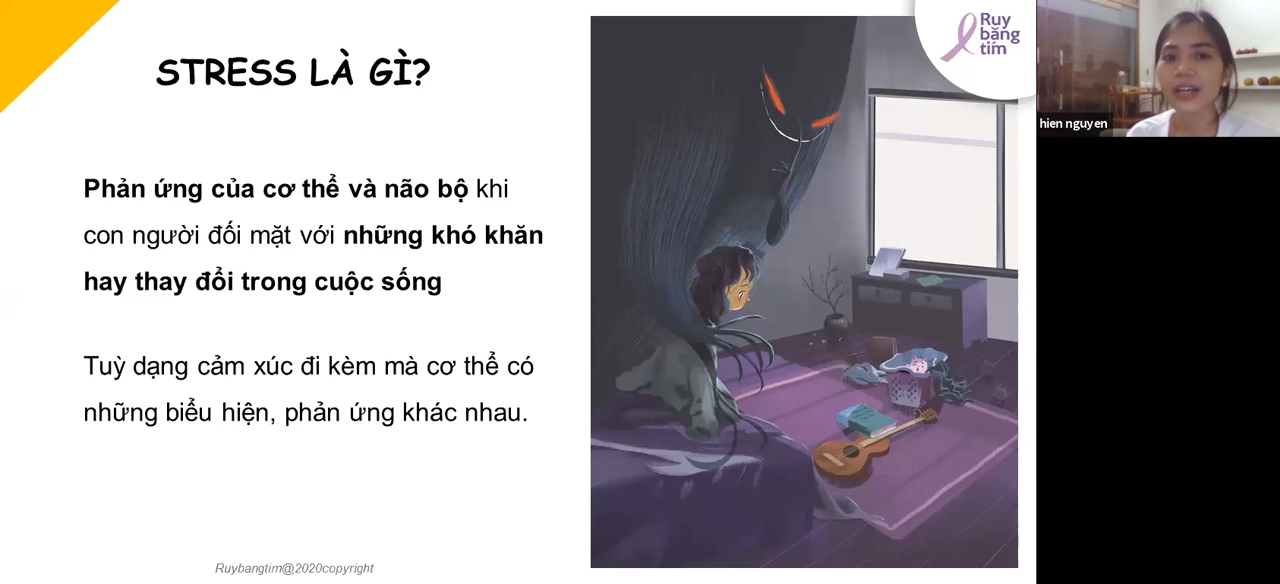 STRESS LÀ GÌ?
Phản ứng của cơ thể và não bộ khi
con người đối mặt với những khó khăn
hay thay đổi trong cuộc sống
Tuỳ dạng cảm xúc đi kèm mà cơ thể có
những biểu hiện, phản ứng khác nhau.
Ruybangtim@2020copyright
Ruy
băng
tím
hien nguyen